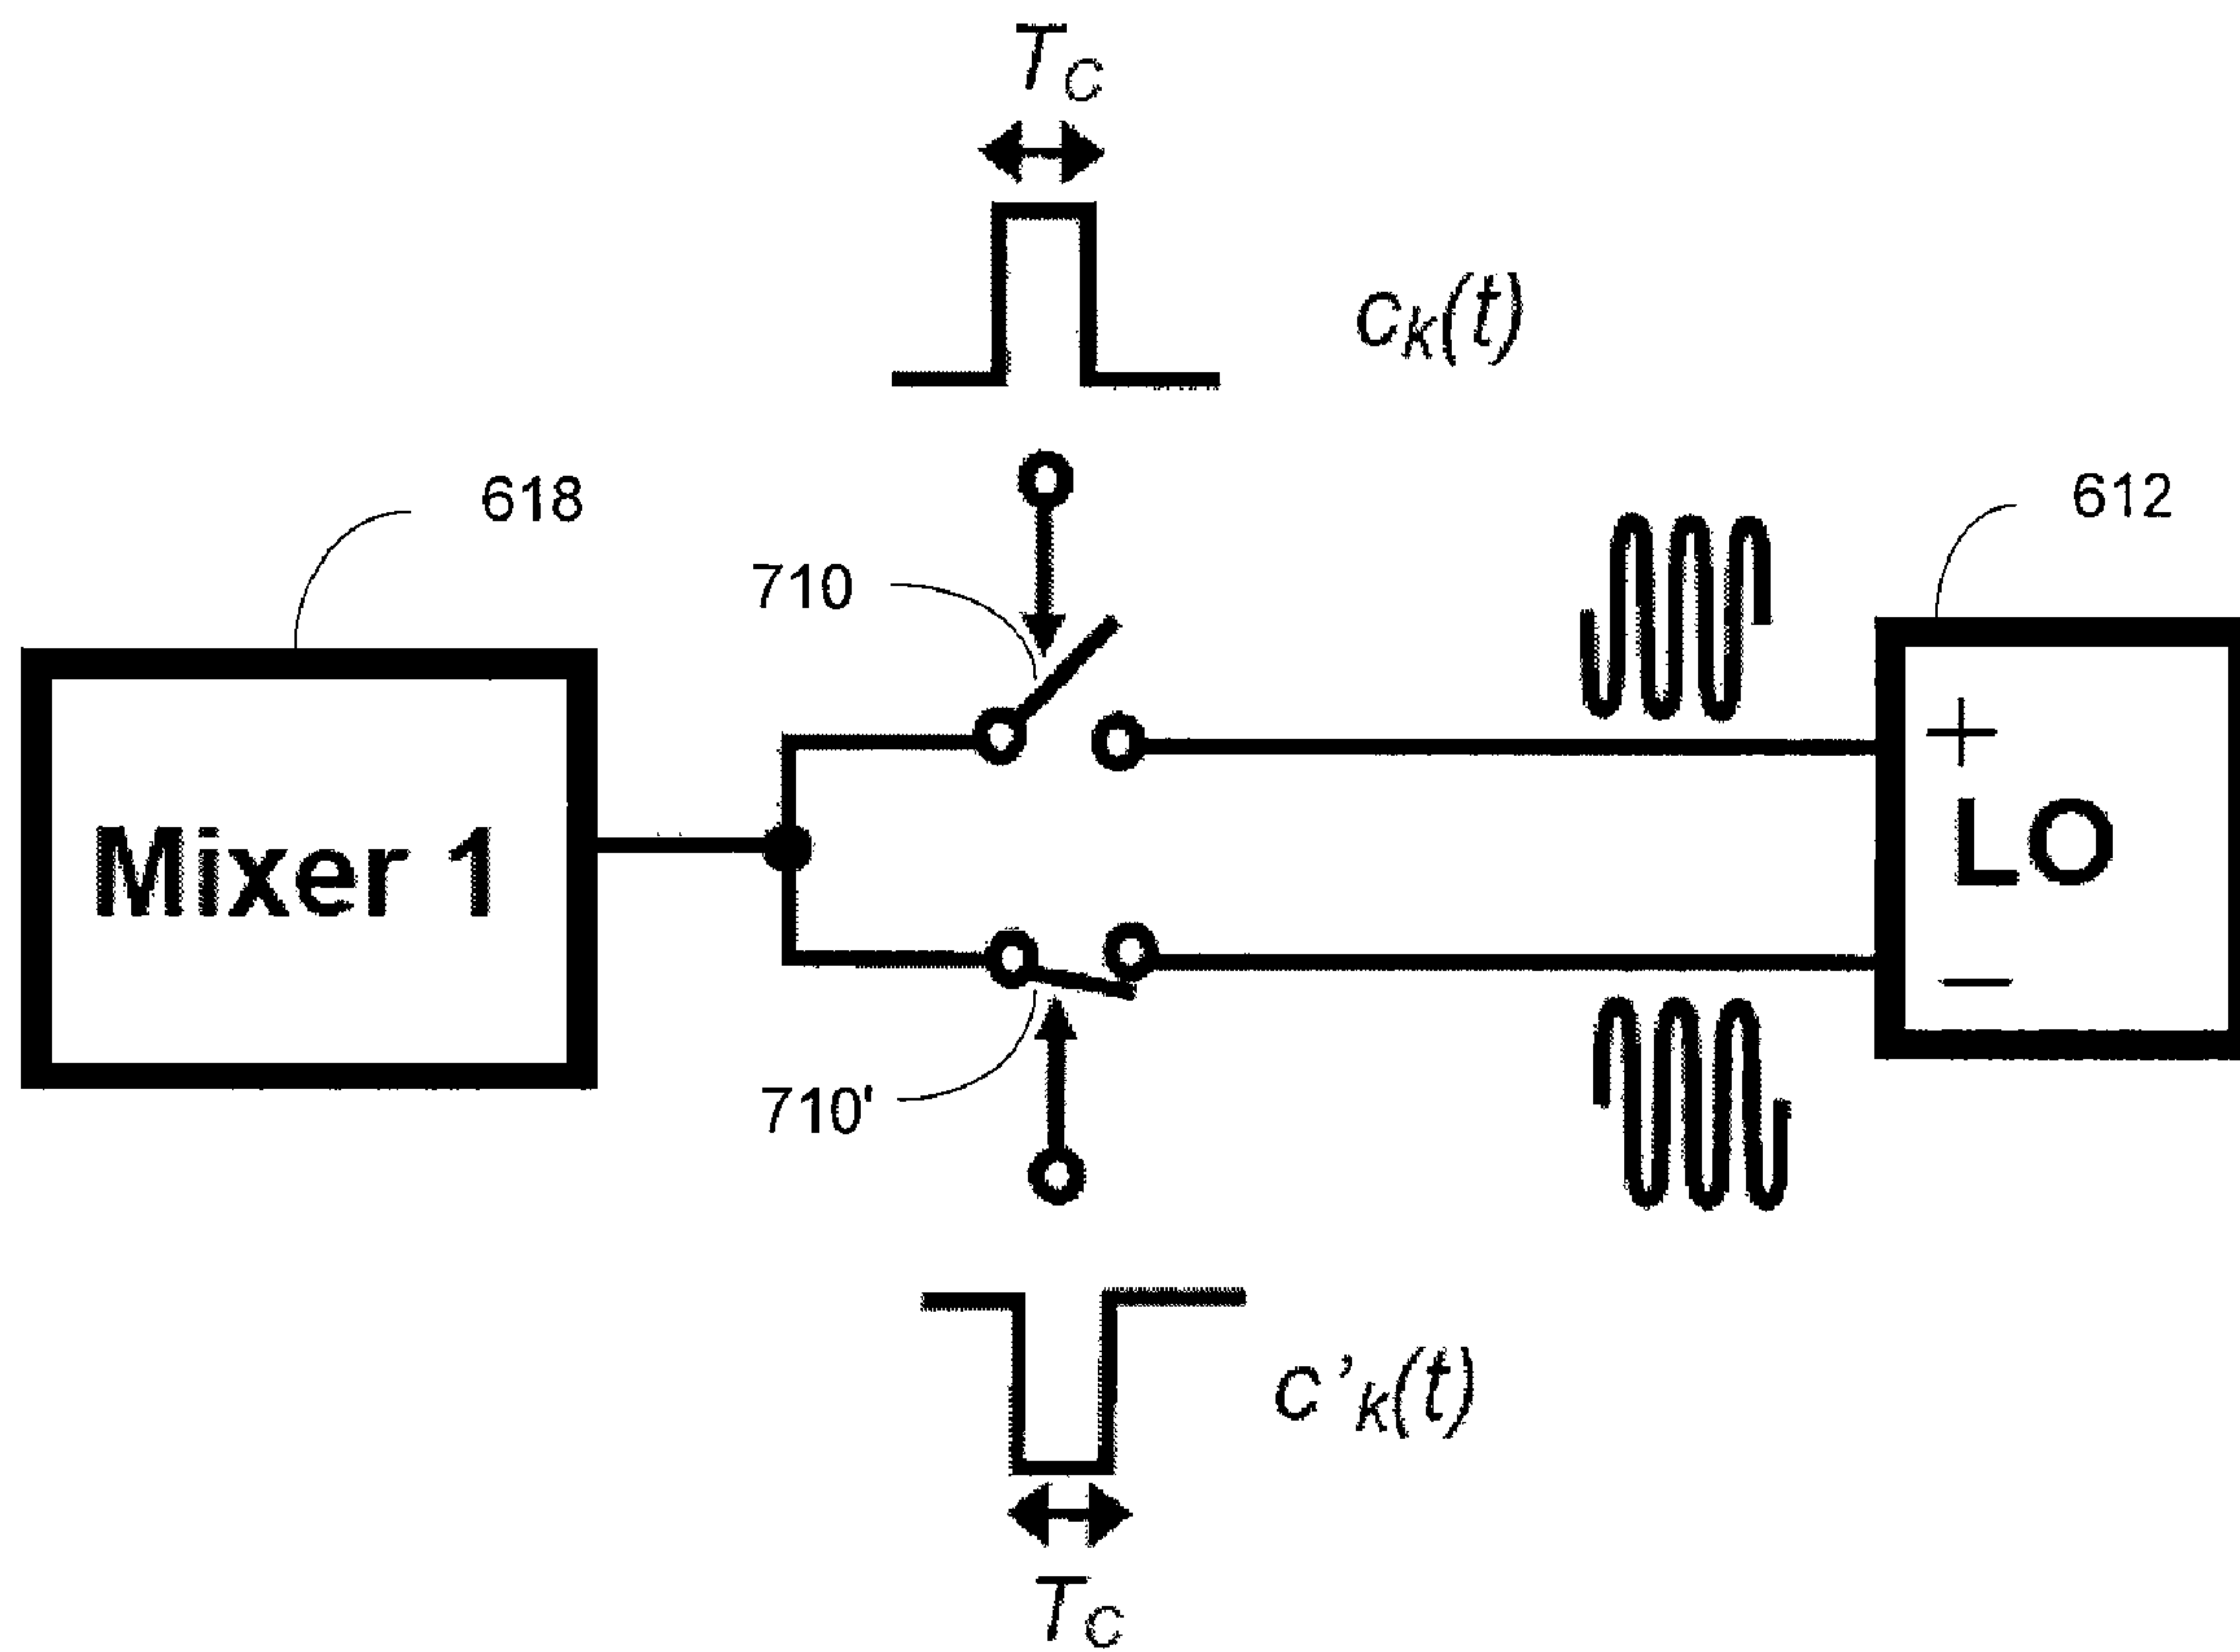 T_C
c_k(t)
618
612
710
+
Mixer 1
LO
−
710'
c'_k(t)
T_C